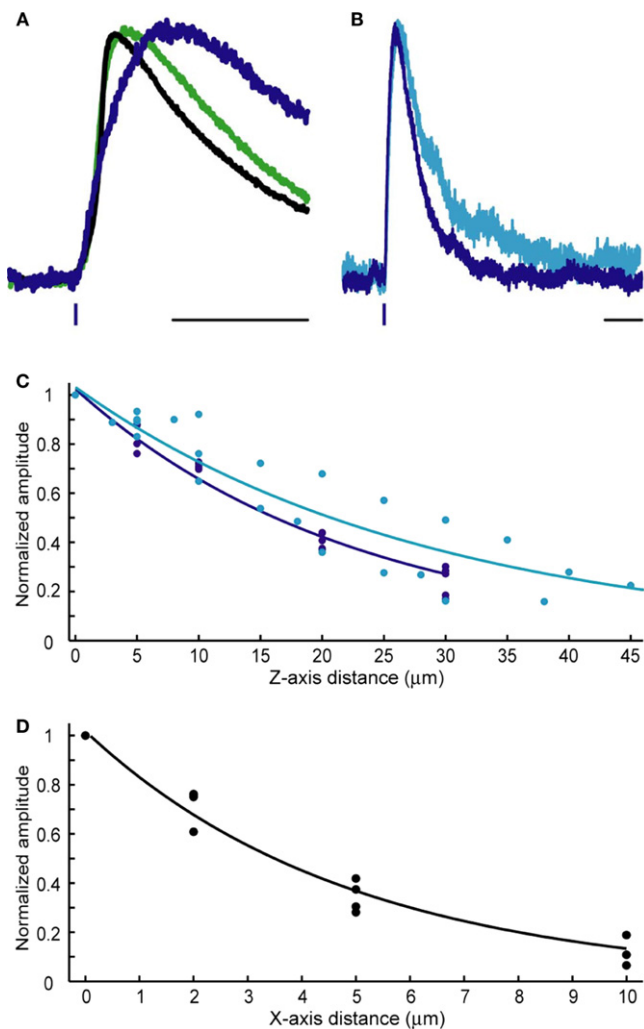 A
B
C
1
0.8
0.6
0.4
0.2
0
Normalized amplitude
0 5 10 15 20 25 30 35 40 45
Z-axis distance (μm)
D
1
0.8
0.6
0.4
0.2
0
Normalized amplitude
0 1 2 3 4 5 6 7 8 9 10
X-axis distance (μm)